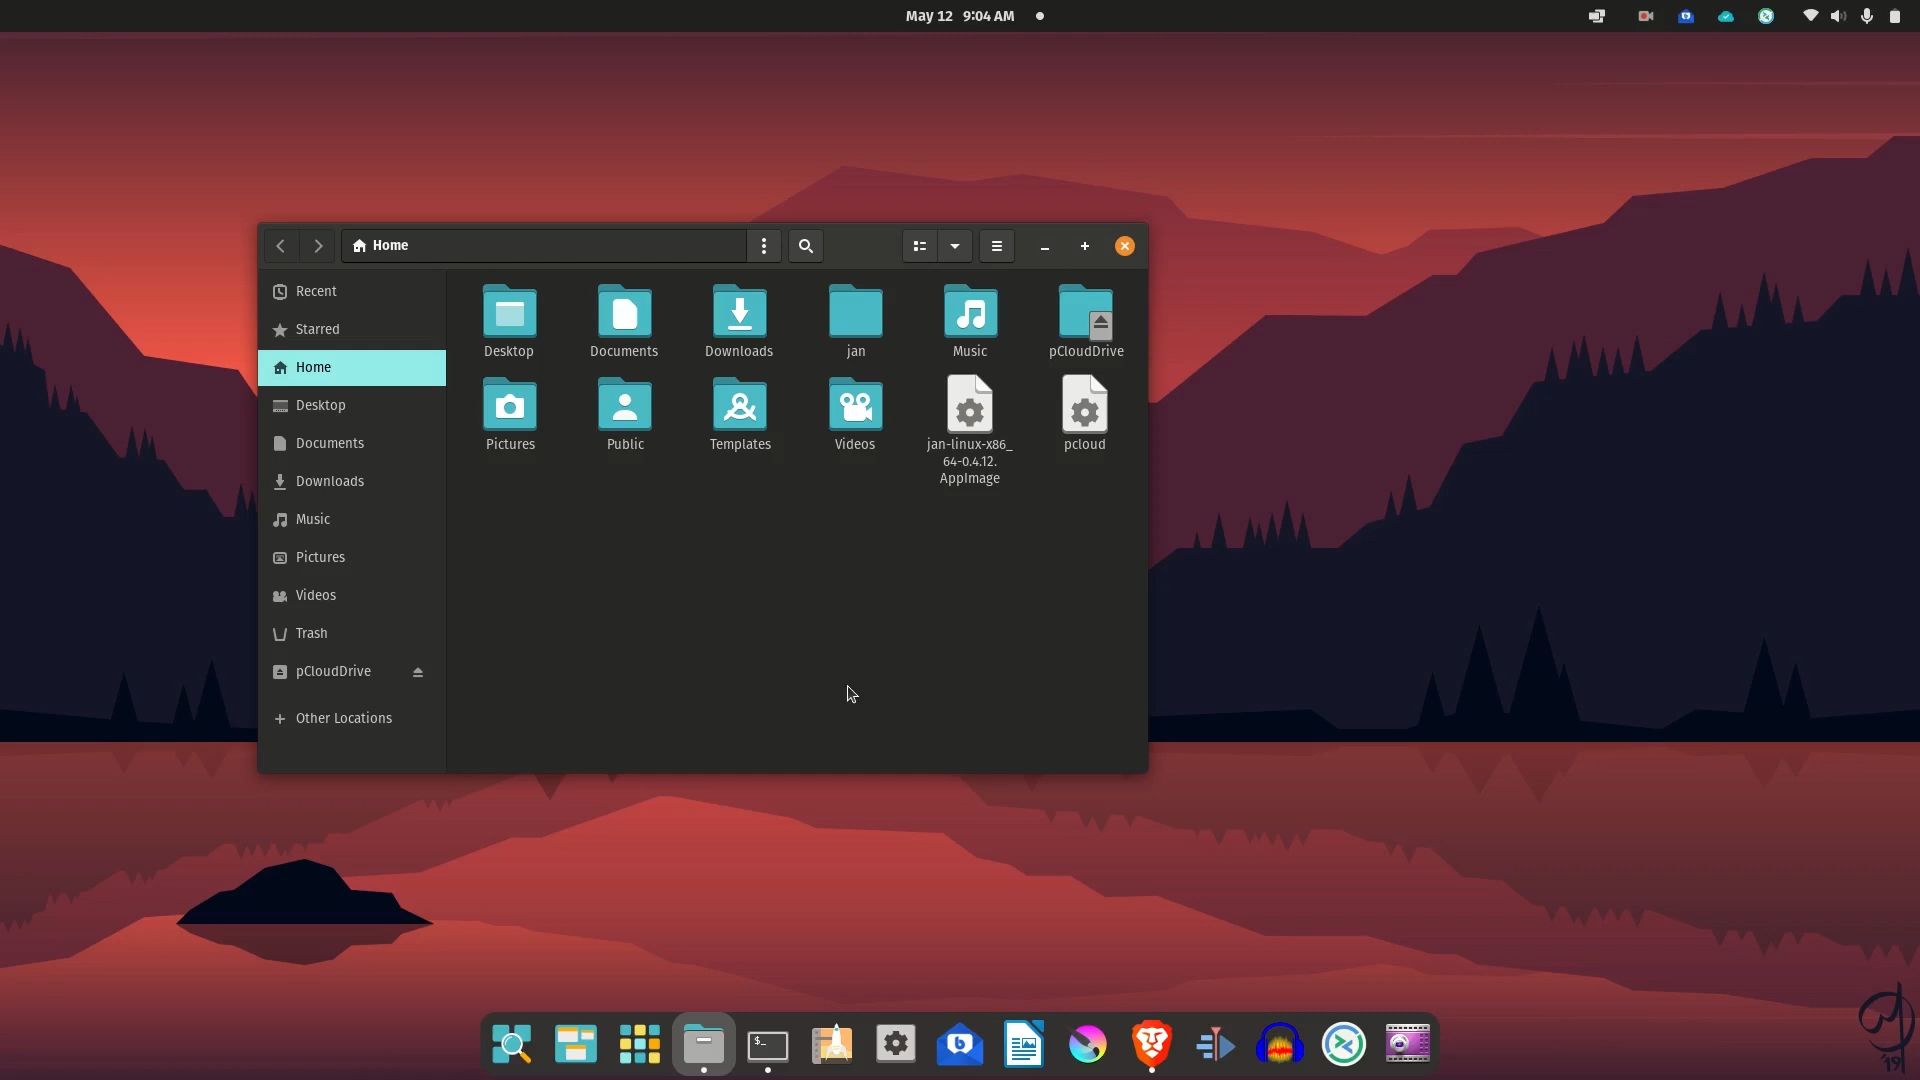 May 12 9:04 AM
Home
Recent
Starred
Home
Desktop
Documents
Downloads
Music
Pictures
Videos
Trash
pCloudDrive
Other Locations
Desktop
Documents
Downloads
jan
Music
pCloudDrive
Pictures
Public
Templates
Videos
jan-linux-x86_
64-0.4.12.
AppImage
pcloud
$_
'19